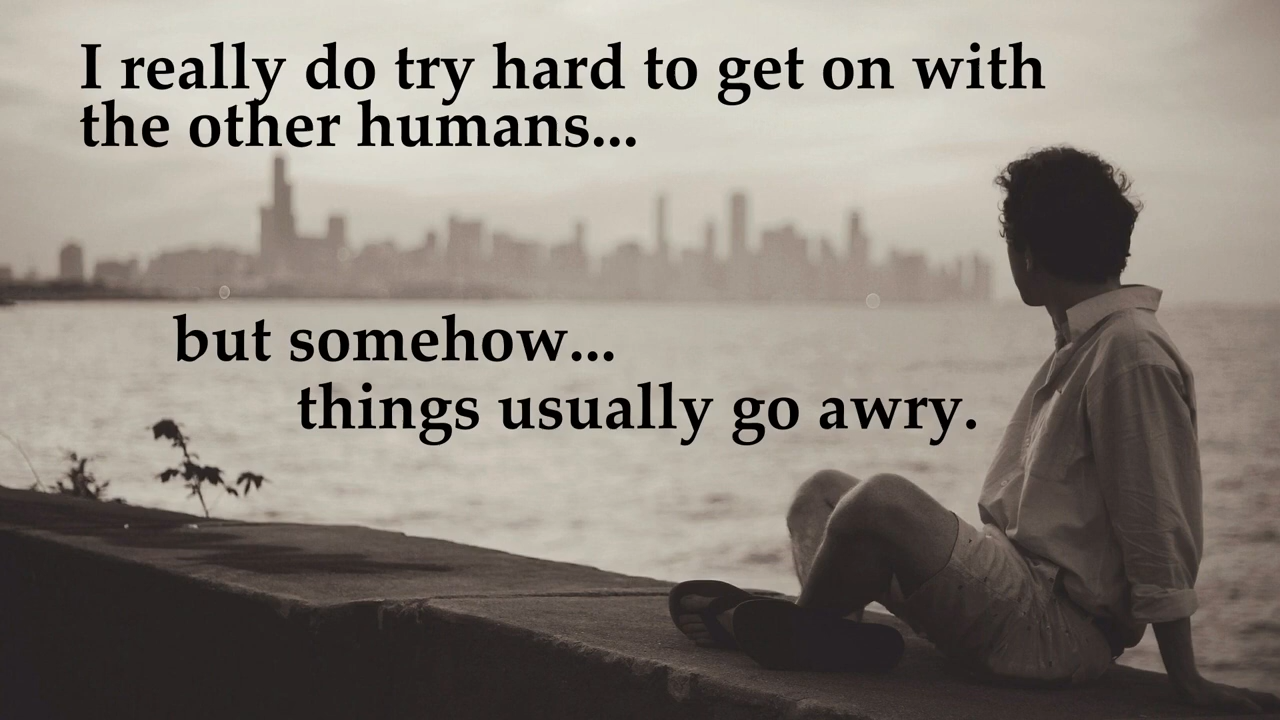 I really do try hard to get on with
the other humans...
but somehow...
things usually go awry.